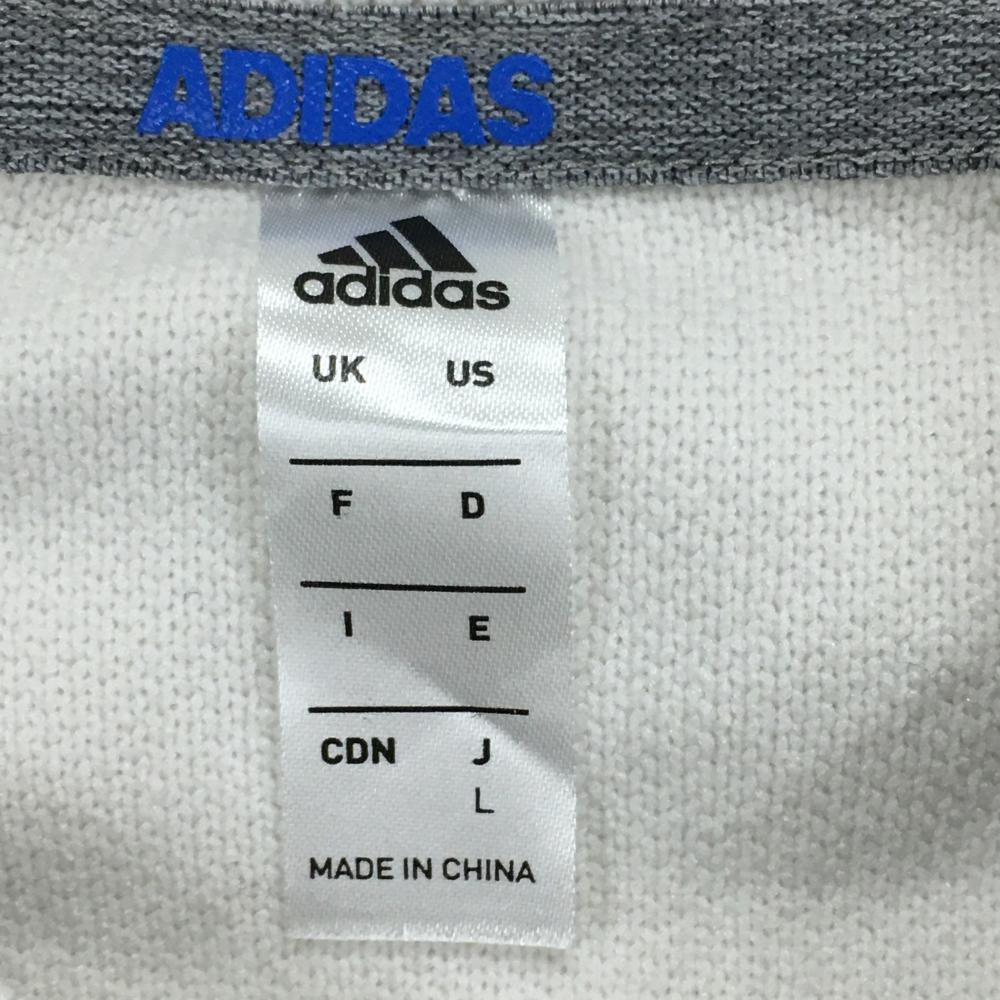 ADIDAS
adidas
UK US
F D
I E
CDN J
L
MADE IN CHINA